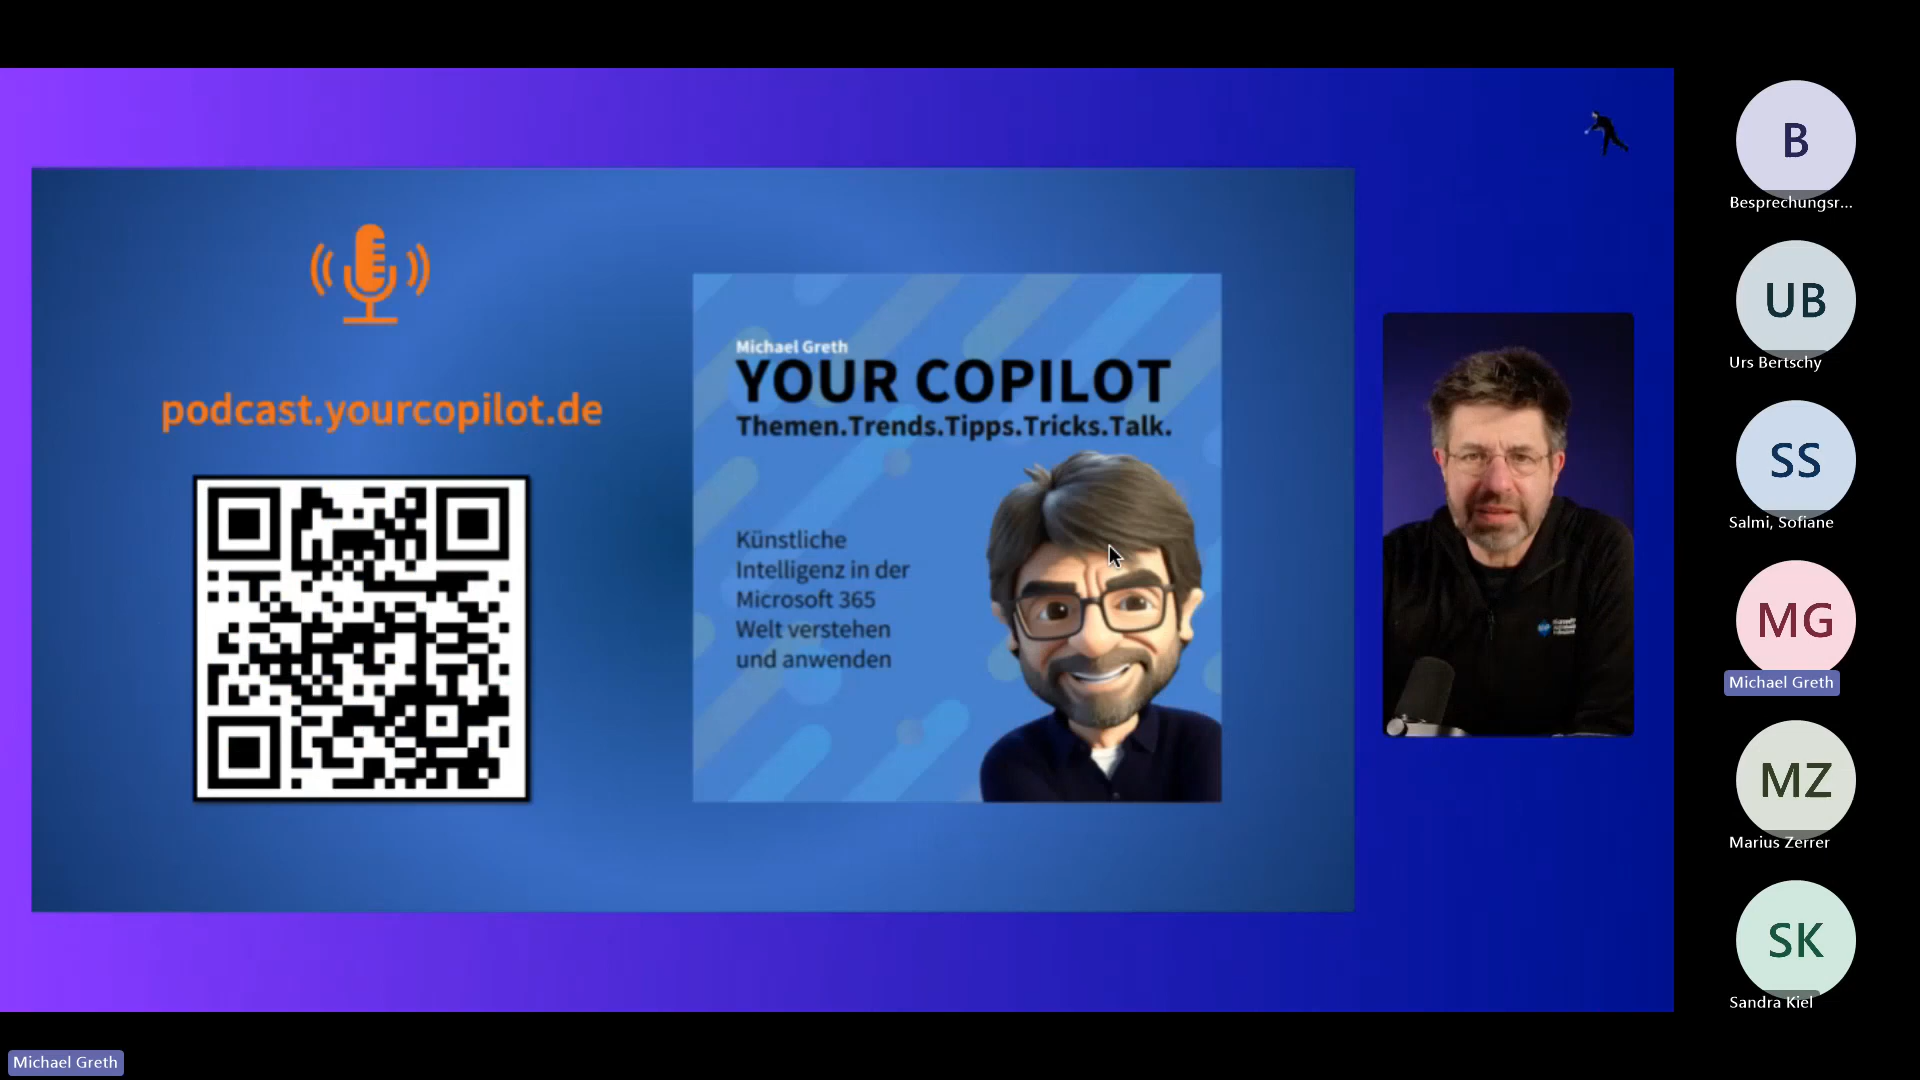 podcast.yourcopilot.de
Michael Greth
YOUR COPILOT
Themen.Trends.Tipps.Tricks.Talk.
Künstliche
Intelligenz in der
Microsoft 365
Welt verstehen
und anwenden
B
Besprechungsr...
UB
Urs Bertschy
SS
Salmi, Sofiane
MG
Michael Greth
MZ
Marius Zerrer
SK
Sandra Kiel
Michael Greth